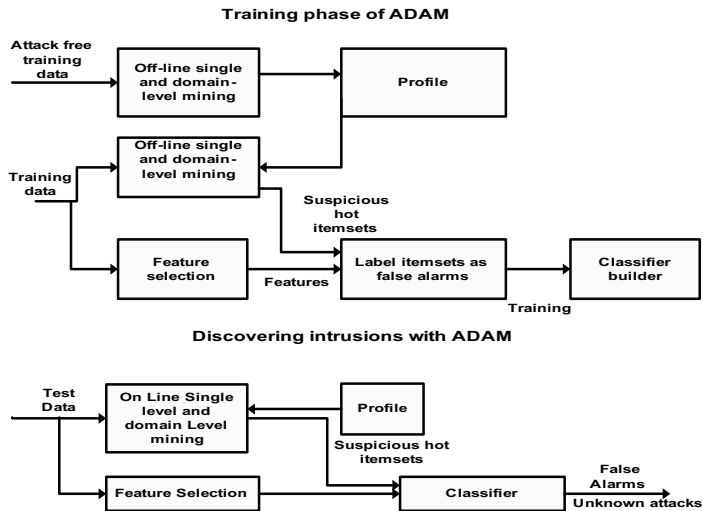 Training phase of ADAM
Attack free
training
data
Off-line single
and domain-
level mining
Profile
Off-line single
and domain-
level mining
Training
data
Suspicious
hot
itemsets
Feature
selection
Features
Label itemsets as
false alarms
Training
Classifier
builder
Discovering intrusions with ADAM
Test
Data
On Line Single
level and
domain Level
mining
Profile
Suspicious hot
itemsets
Feature Selection
Classifier
False
Alarms
Unknown attacks